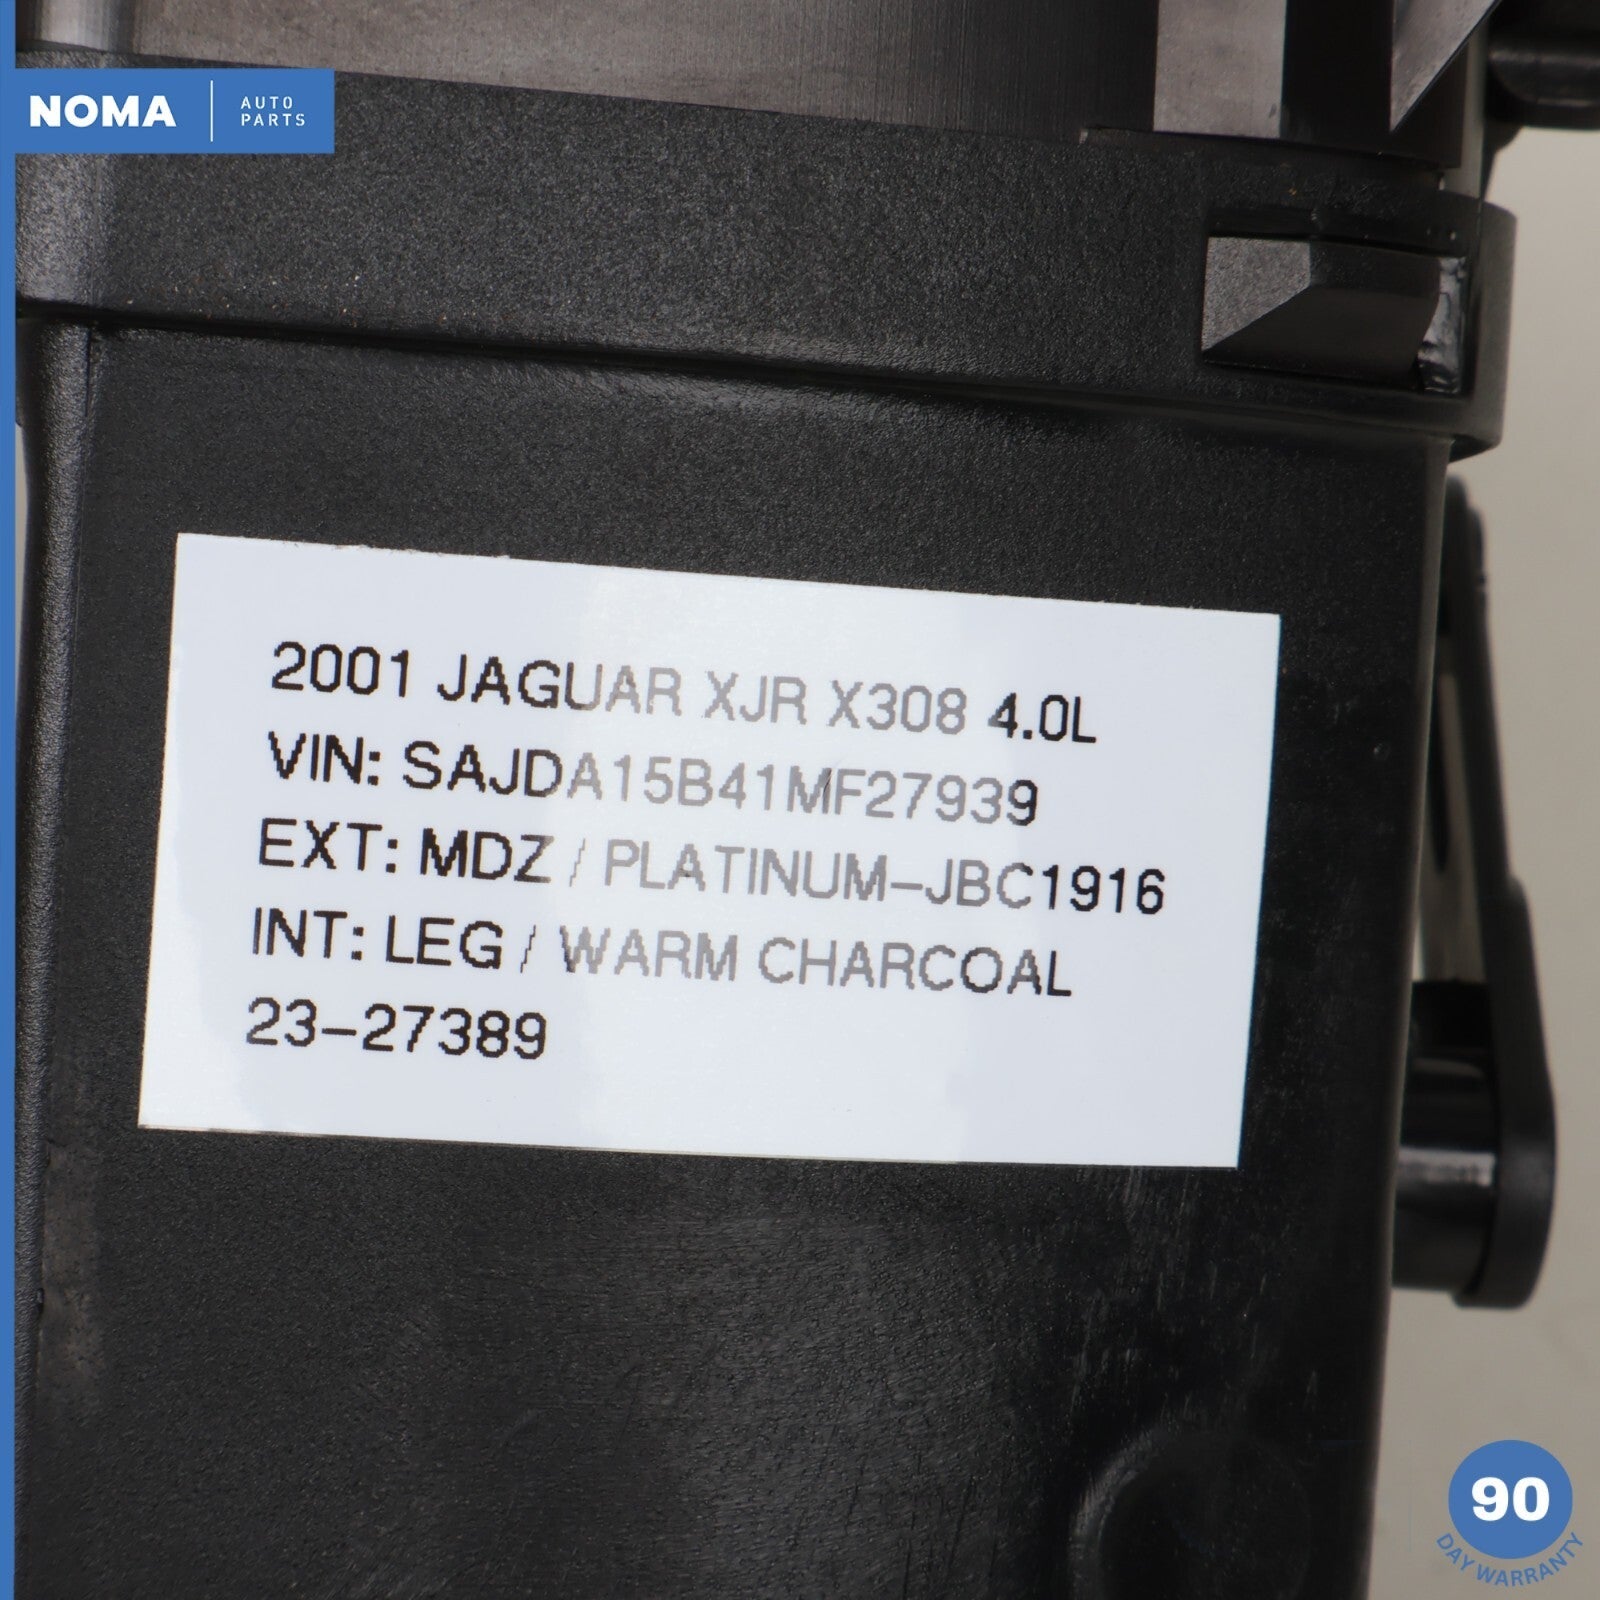 NOMA
AUTO
PARTS
2001 JAGUAR XJR X308 4.0L
VIN: SAJDA15B41MF27939
EXT: MDZ / PLATINUM-JBC1916
INT: LEG / WARM CHARCOAL
23-27389
90
DAY WARRANTY